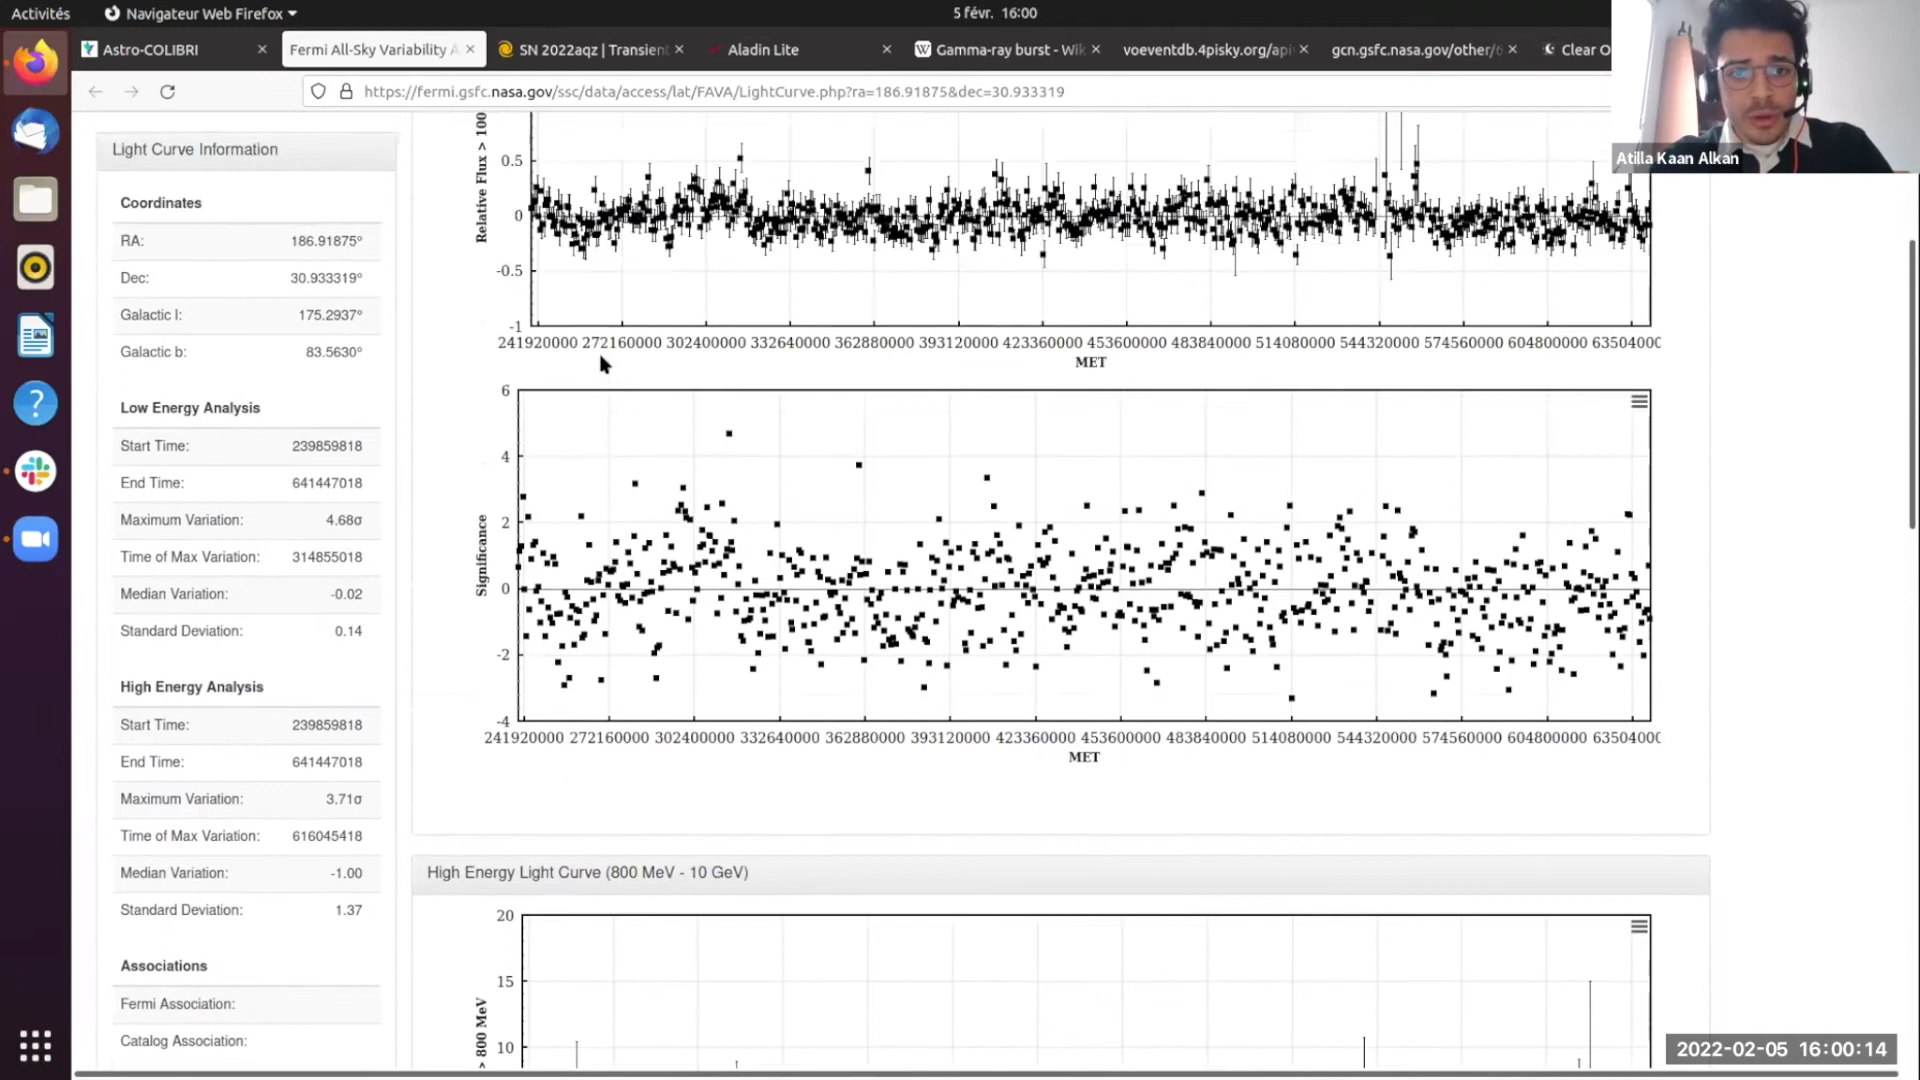 Activités
Navigateur Web Firefox
5 févr. 16:00
Astro-COLIBRI
Fermi All-Sky Variability A
SN 2022aqz | Transient
Aladin Lite
Gamma-ray burst - Wik
voeventdb.4pisky.org/api
gcn.gsfc.nasa.gov/other/
Clear O
https://fermi.gsfc.nasa.gov/ssc/data/access/lat/FAVA/LightCurve.php?ra=186.91875&dec=30.933319
Atilla Kaan Alkan
Light Curve Information
Coordinates
RA: 186.91875°
Dec: 30.933319°
Galactic l: 175.2937°
Galactic b: 83.5630°
Low Energy Analysis
Start Time: 239859818
End Time: 641447018
Maximum Variation: 4.68σ
Time of Max Variation: 314855018
Median Variation: -0.02
Standard Deviation: 0.14
High Energy Analysis
Start Time: 239859818
End Time: 641447018
Maximum Variation: 3.71σ
Time of Max Variation: 616045418
Median Variation: -1.00
Standard Deviation: 1.37
Associations
Fermi Association:
Catalog Association:
Relative Flux > 100
0.5
0
-0.5
-1
241920000 272160000 302400000 332640000 362880000 393120000 423360000 453600000 483840000 514080000 544320000 574560000 604800000 63504000
MET
Significance
6
4
2
0
-2
-4
241920000 272160000 302400000 332640000 362880000 393120000 423360000 453600000 483840000 514080000 544320000 574560000 604800000 63504000
MET
High Energy Light Curve (800 MeV - 10 GeV)
> 800 MeV
20
15
10
2022-02-05 16:00:14